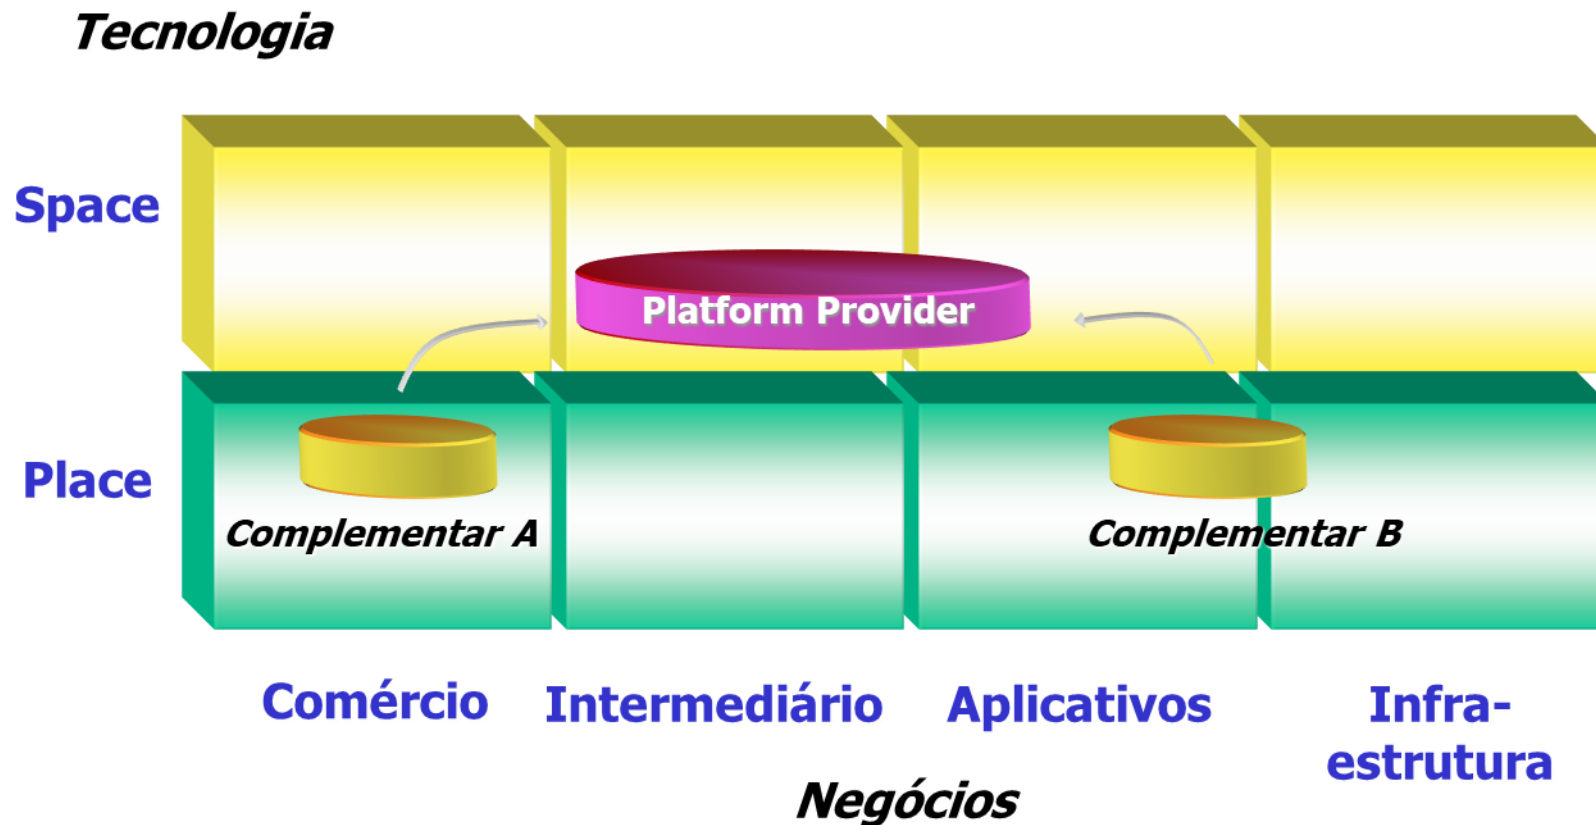 Tecnologia
Space
Platform Provider
Place
Complementar A
Complementar B
Comércio
Intermediário
Aplicativos
Infra-
estrutura
Negócios